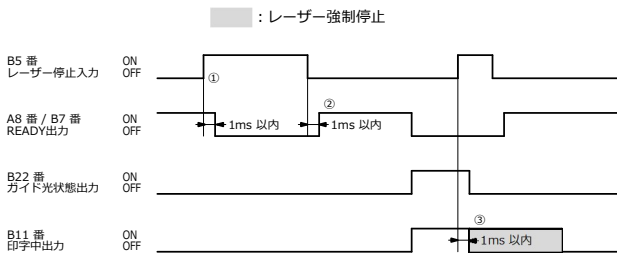 ：レーザー強制停止
B5 番
レーザー停止入力
ON
OFF
①
A8 番 / B7 番
READY出力
ON
OFF
1ms 以内
②
1ms 以内
B22 番
ガイド光状態出力
ON
OFF
B11 番
印字中出力
ON
OFF
③
1ms 以内